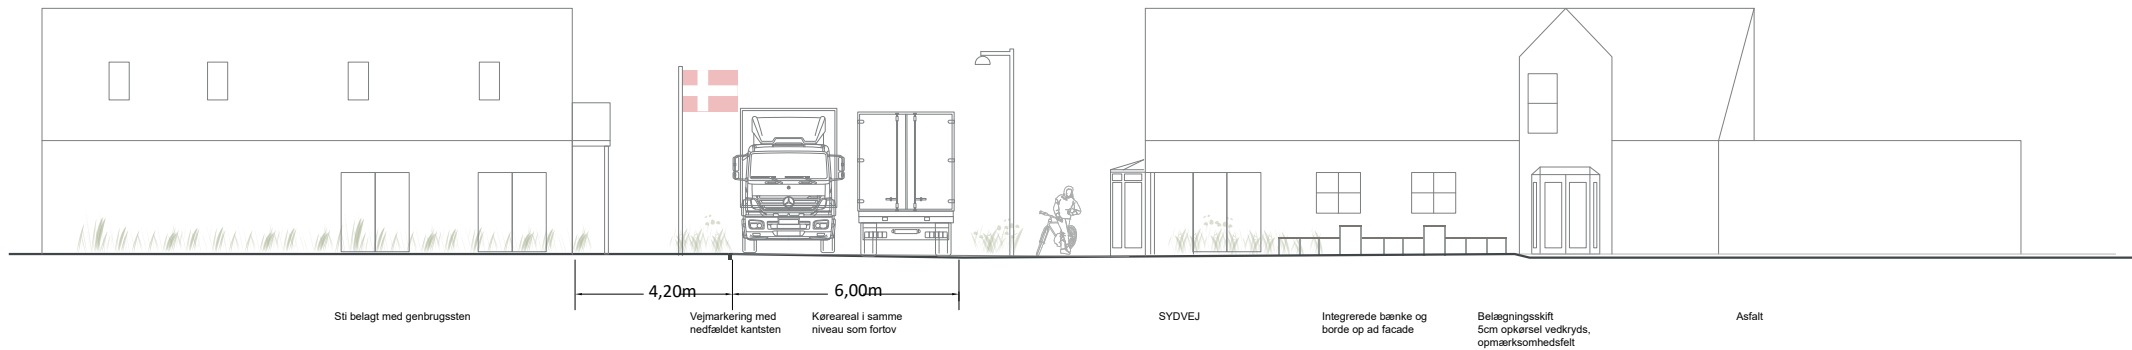 4,20m
6,00m
Sti belagt med genbrugssten
Vejmarkering med
nedfældet kantsten
Køreareal i samme
niveau som fortov
SYDVEJ
Integrerede bænke og
borde op ad facade
Belægningsskift
5cm opkørsel vedkryds,
opmærksomhedsfelt
Asfalt